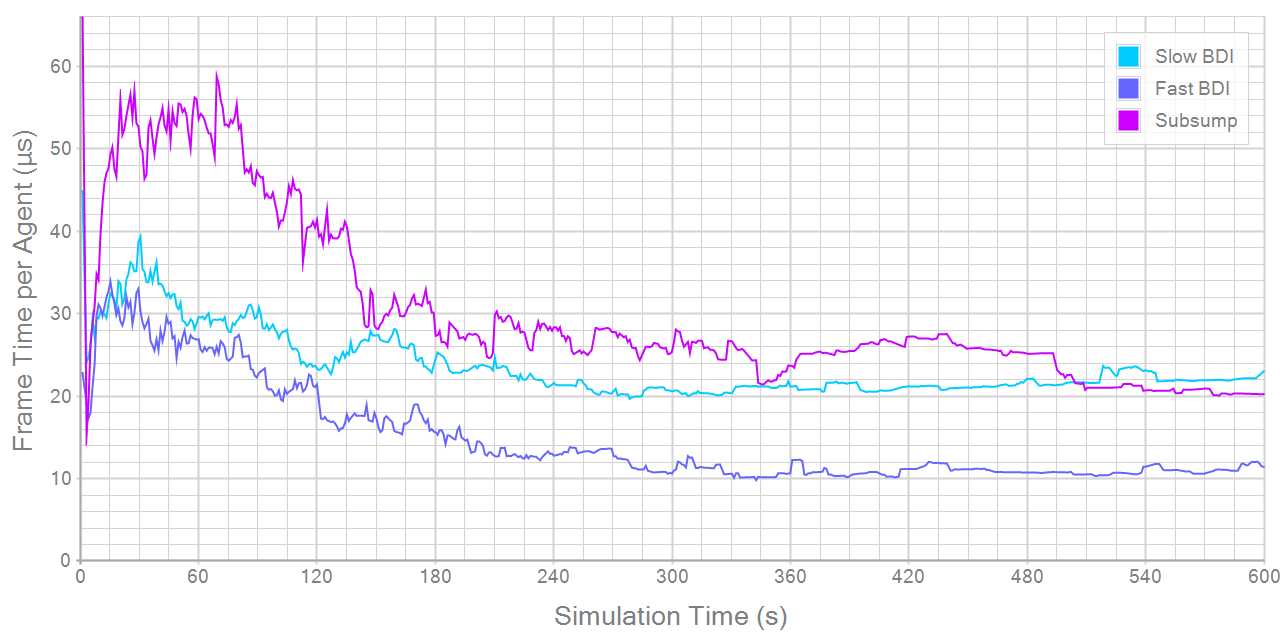 60
50
40
30
20
10
0
Frame Time per Agent (µs)
Slow BDI
Fast BDI
Subsump
0 60 120 180 240 300 360 420 480 540 600
Simulation Time (s)